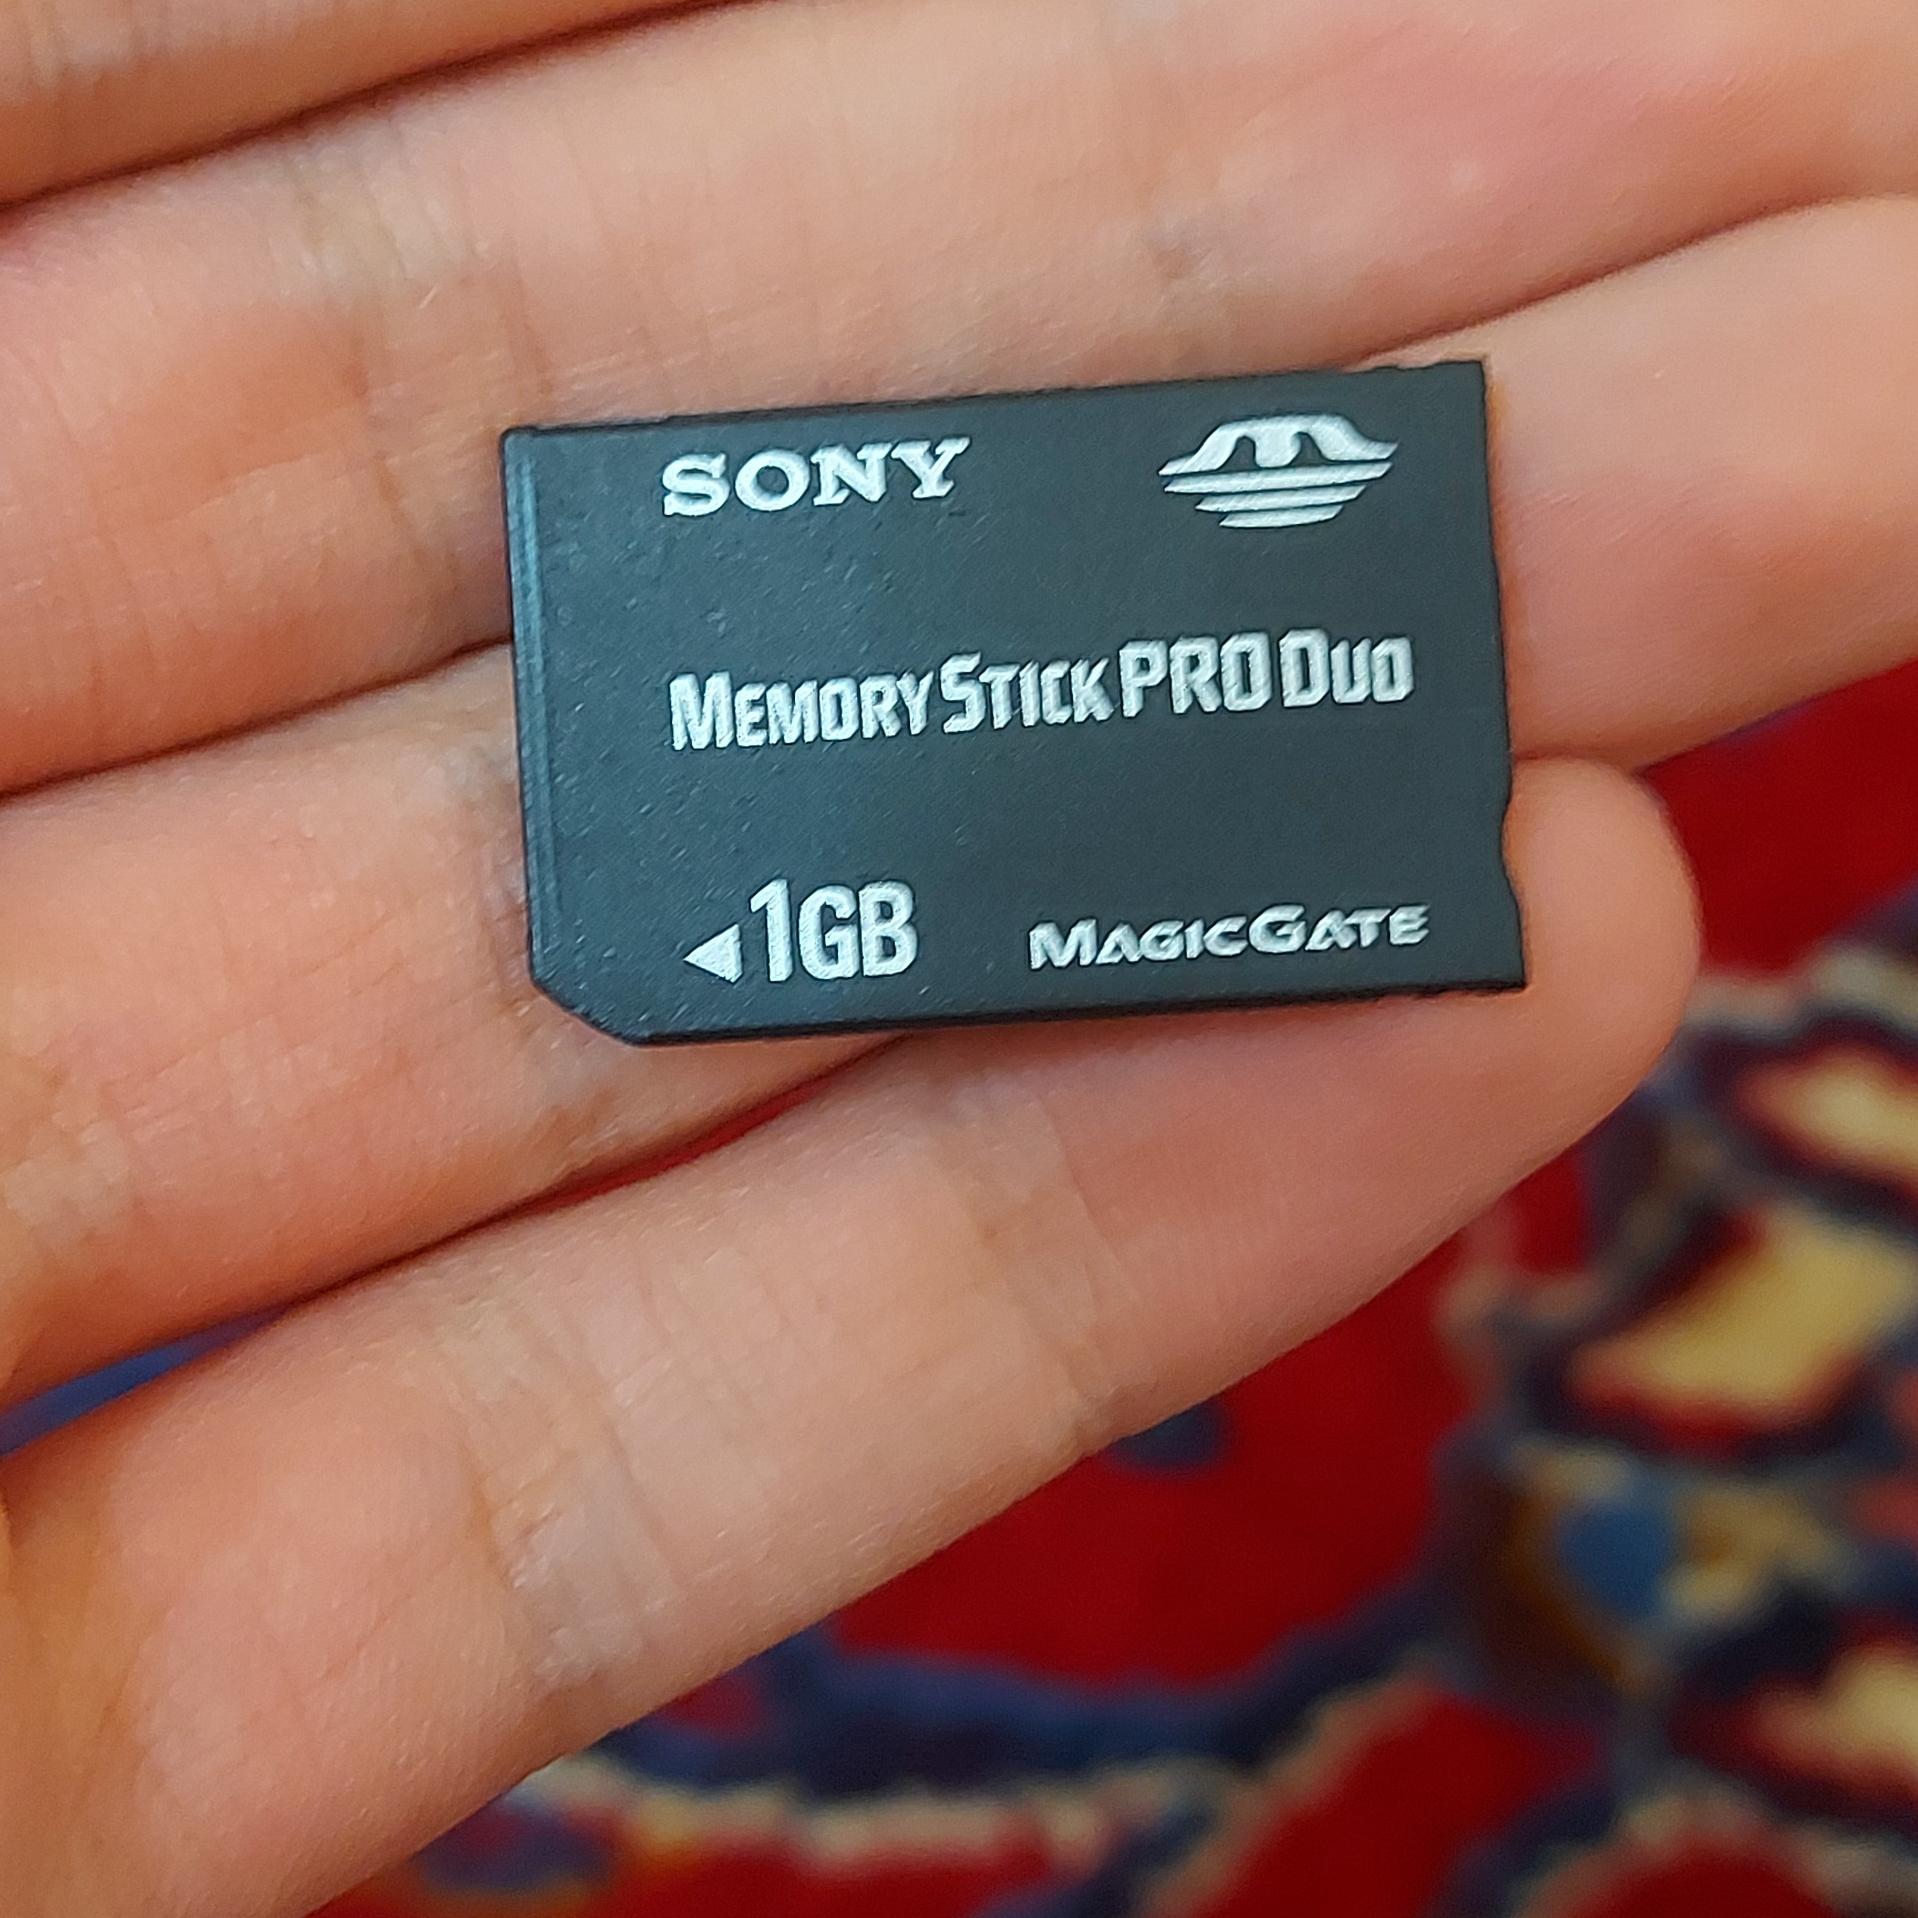 SONY
MEMORY STICK PRO DUO
1GB MAGICGATE